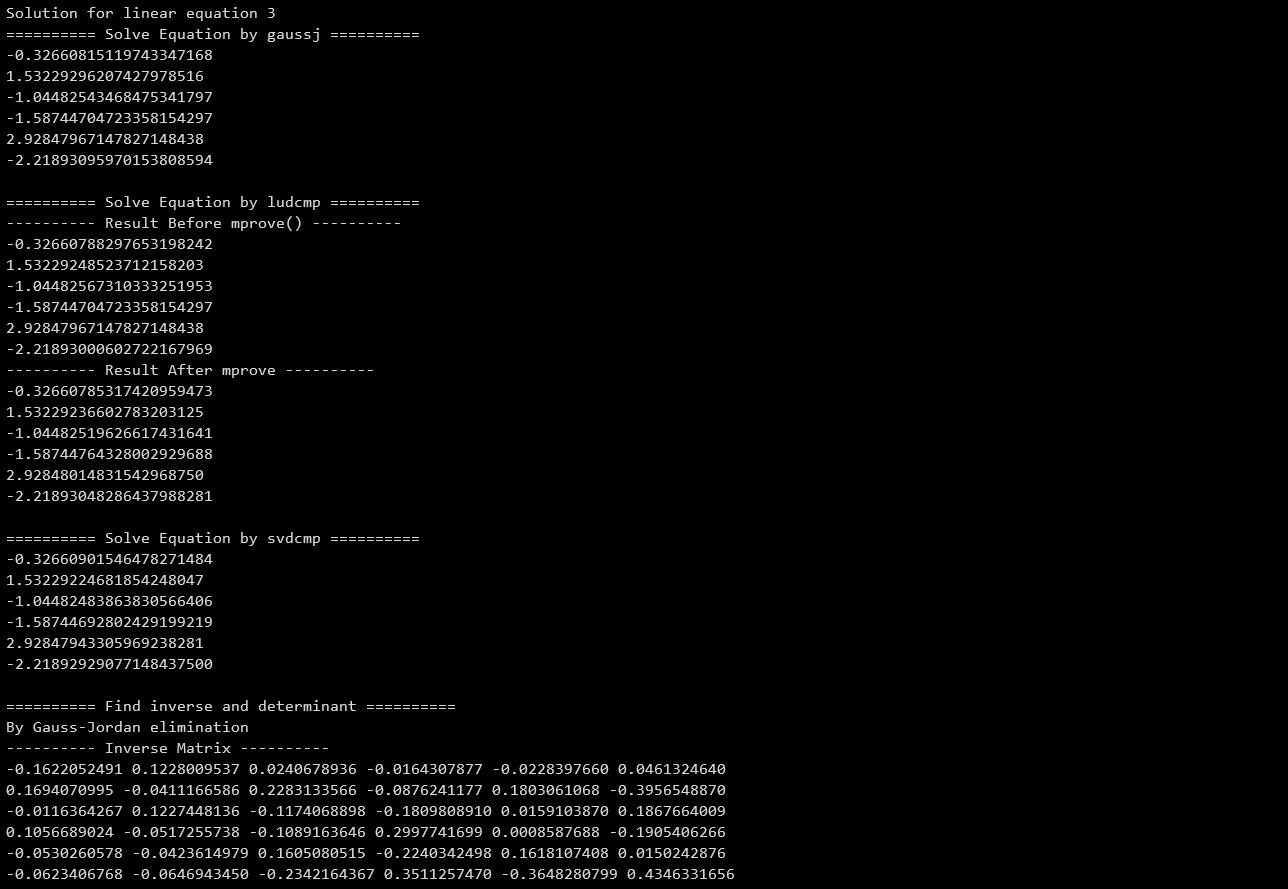 Solution for linear equation 3
========== Solve Equation by gaussj ==========
-0.32660815119743347168
1.53229296207427978516
-1.04482543468475341797
-1.58744704723358154297
2.92847967147827148438
-2.21893095970153808594

========== Solve Equation by ludcmp ==========
---------- Result Before mprove() ----------
-0.32660788297653198242
1.53229248523712158203
-1.04482567310333251953
-1.58744704723358154297
2.92847967147827148438
-2.21893000602722167969
---------- Result After mprove ----------
-0.32660785317420959473
1.53229236602783203125
-1.04482519626617431641
-1.58744764328002929688
2.92848014831542968750
-2.21893048286437988281

========== Solve Equation by svdcmp ==========
-0.32660901546478271484
1.53229224681854248047
-1.04482483863830566406
-1.58744692802429199219
2.92847943305969238281
-2.21892929077148437500

========== Find inverse and determinant ==========
By Gauss-Jordan elimination
---------- Inverse Matrix ----------
-0.1622052491 0.1228009537 0.0240678936 -0.0164307877 -0.0228397660 0.0461324640
0.1694070995 -0.0411166586 0.2283133566 -0.0876241177 0.1803061068 -0.3956548870
-0.0116364267 0.1227448136 -0.1174068898 -0.1809808910 0.0159103870 0.1867664009
0.1056689024 -0.0517255738 -0.1089163646 0.2997741699 0.0008587688 -0.1905406266
-0.0530260578 -0.0423614979 0.1605080515 -0.2240342498 0.1618107408 0.0150242876
-0.0623406768 -0.0646943450 -0.2342164367 0.3511257470 -0.3648280799 0.4346331656